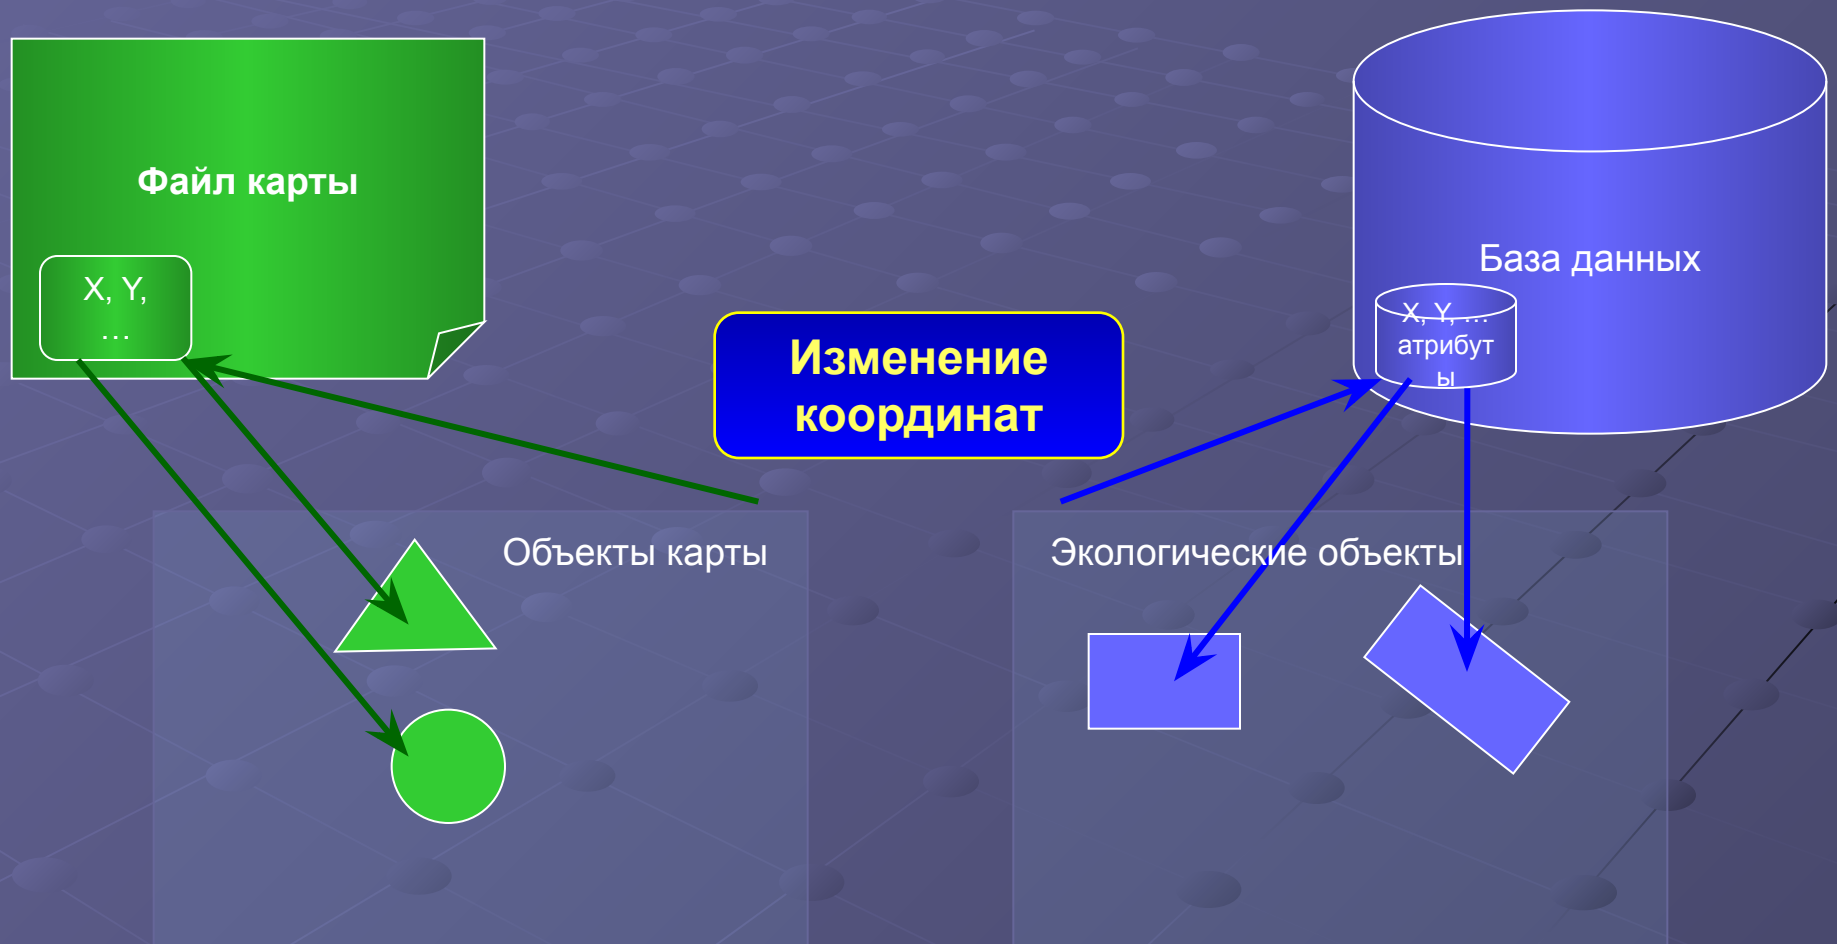 Файл карты
X, Y,
…
База данных
X, Y, …
атрибут
ы
Изменение
координат
Объекты карты
Экологические объекты